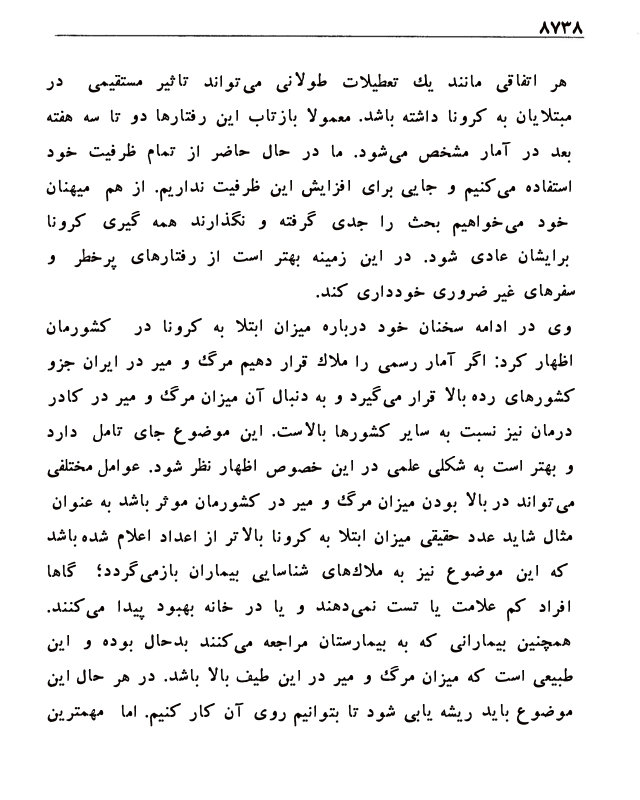 ۸۷۳۸
هر اتفاقی مانند یك تعطیلات طولانی می‌تواند تاثیر مستقیمی در
مبتلایان به کرونا داشته باشد. معمولا بازتاب این رفتارها دو تا سه هفته
بعد در آمار مشخص می‌شود. ما در حال حاضر از تمام ظرفیت خود
استفاده می‌کنیم و جایی برای افزایش این ظرفیت نداریم. از هم میهنان
خود می‌خواهیم بحث را جدی گرفته و نگذارند همه گیری کرونا
برایشان عادی شود. در این زمینه بهتر است از رفتارهای پرخطر و
سفرهای غیر ضروری خودداری کند.
وی در ادامه سخنان خود درباره میزان ابتلا به کرونا در کشورمان
اظهار کرد: اگر آمار رسمی را ملاك قرار دهیم مرگ و میر در ایران جزو
کشورهای رده بالا قرار می‌گیرد و به دنبال آن میزان مرگ و میر در کادر
درمان نیز نسبت به سایر کشورها بالاست. این موضوع جای تامل دارد
و بهتر است به شکلی علمی در این خصوص اظهار نظر شود. عوامل مختلفی
می‌تواند در بالا بودن میزان مرگ و میر در کشورمان موثر باشد به عنوان
مثال شاید عدد حقیقی میزان ابتلا به کرونا بالاتر از اعداد اعلام شده باشد
که این موضوع نیز به ملاك‌های شناسایی بیماران بازمی‌گردد؛ گاها
افراد کم علامت یا تست نمی‌دهند و یا در خانه بهبود پیدا می‌کنند.
همچنین بیمارانی که به بیمارستان مراجعه می‌کنند بدحال بوده و این
طبیعی است که میزان مرگ و میر در این طیف بالا باشد. در هر حال این
موضوع باید ریشه یابی شود تا بتوانیم روی آن کار کنیم. اما مهمترین